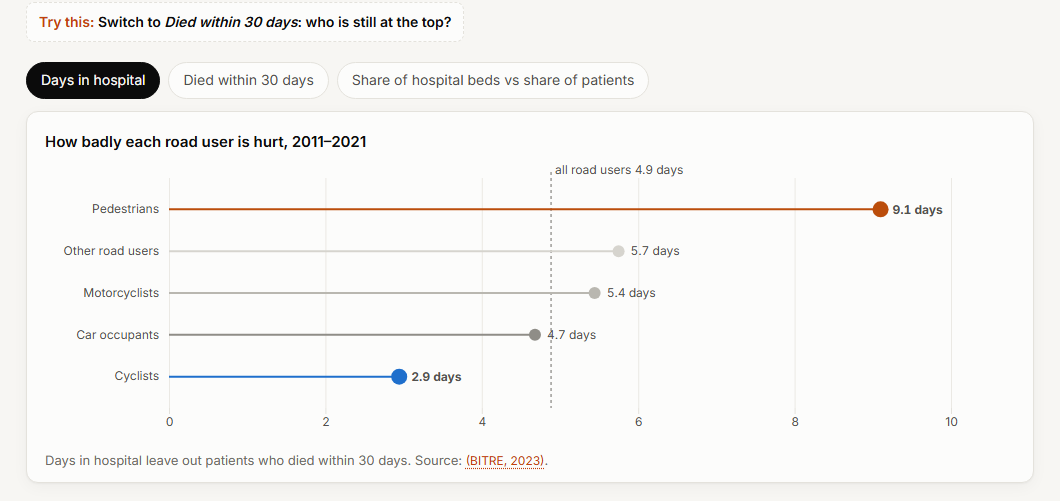 Try this: Switch to Died within 30 days: who is still at the top?
Days in hospital
Died within 30 days
Share of hospital beds vs share of patients
How badly each road user is hurt, 2011–2021
all road users 4.9 days
Pedestrians
9.1 days
Other road users
5.7 days
Motorcyclists
5.4 days
Car occupants
4.7 days
Cyclists
2.9 days
0 2 4 6 8 10
Days in hospital leave out patients who died within 30 days. Source: (BITRE, 2023).